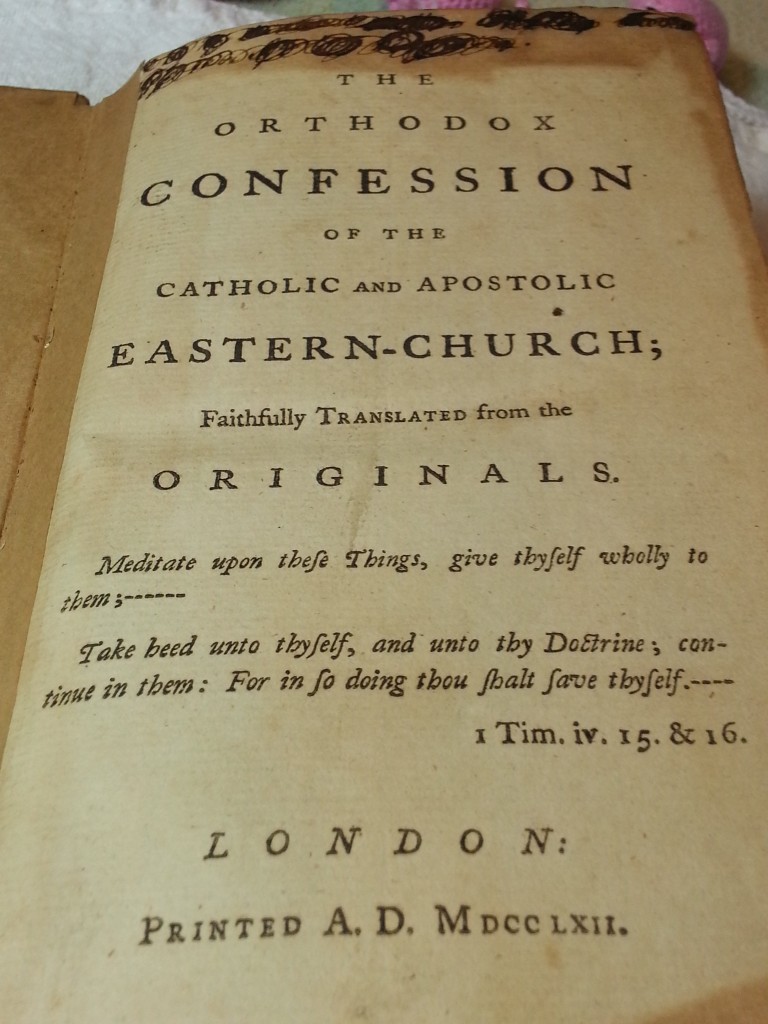 THE
ORTHODOX
CONFESSION
OF THE
CATHOLIC AND APOSTOLIC
EASTERN-CHURCH;
Faithfully TRANSLATED from the
ORIGINALS.
Meditate upon theſe Things, give thyſelf wholly to
them;------
Take heed unto thyſelf, and unto thy Doctrine; con-
tinue in them: For in ſo doing thou ſhalt ſave thyſelf.----
1 Tim. iv. 15. & 16.
LONDON:
PRINTED A. D. MDCCLXII.